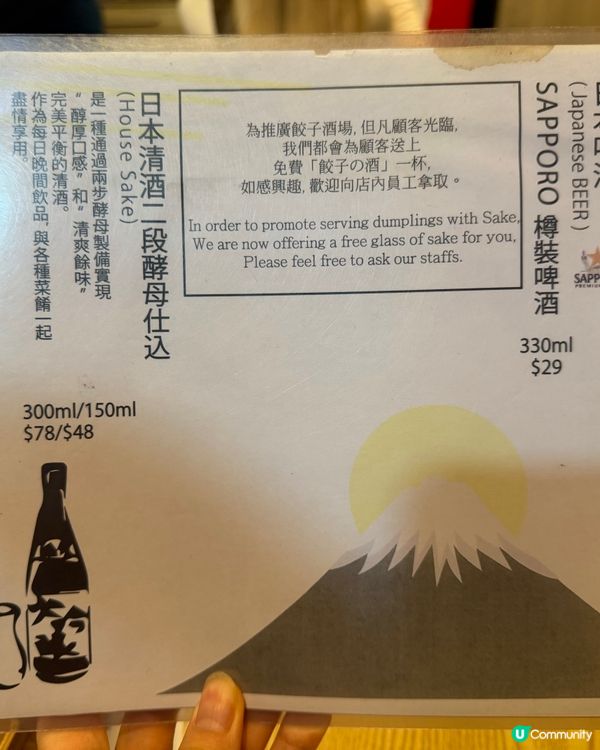 (Japanese BEER)
SAPPORO 樽裝啤酒
SAPP
PREMIUM
330ml
$29
為推廣餃子酒場, 但凡顧客光臨,
我們都會為顧客送上
免費「餃子の酒」一杯,
如感興趣, 歡迎向店內員工拿取。
In order to promote serving dumplings with Sake,
We are now offering a free glass of sake for you,
Please feel free to ask our staffs.
日本清酒二段酵母仕込
(House Sake)
是一種通過兩步酵母製備實現
“醇厚口感” 和 “清爽餘味”
完美平衡的清酒。
作為每日晚間飲品, 與各種菜餚一起
盡情享用。
300ml/150ml
$78/$48
U Community